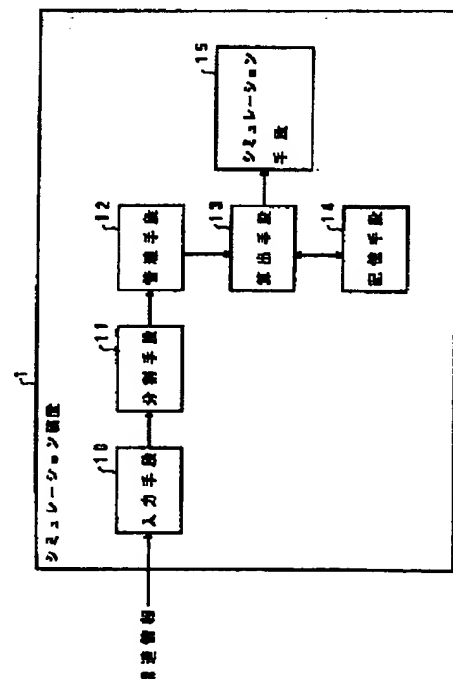 1
シミュレーション装置
10
入力手段
11
分割手段
12
管理手段
13
算出手段
14
記憶手段
15
シミュレーション
手段